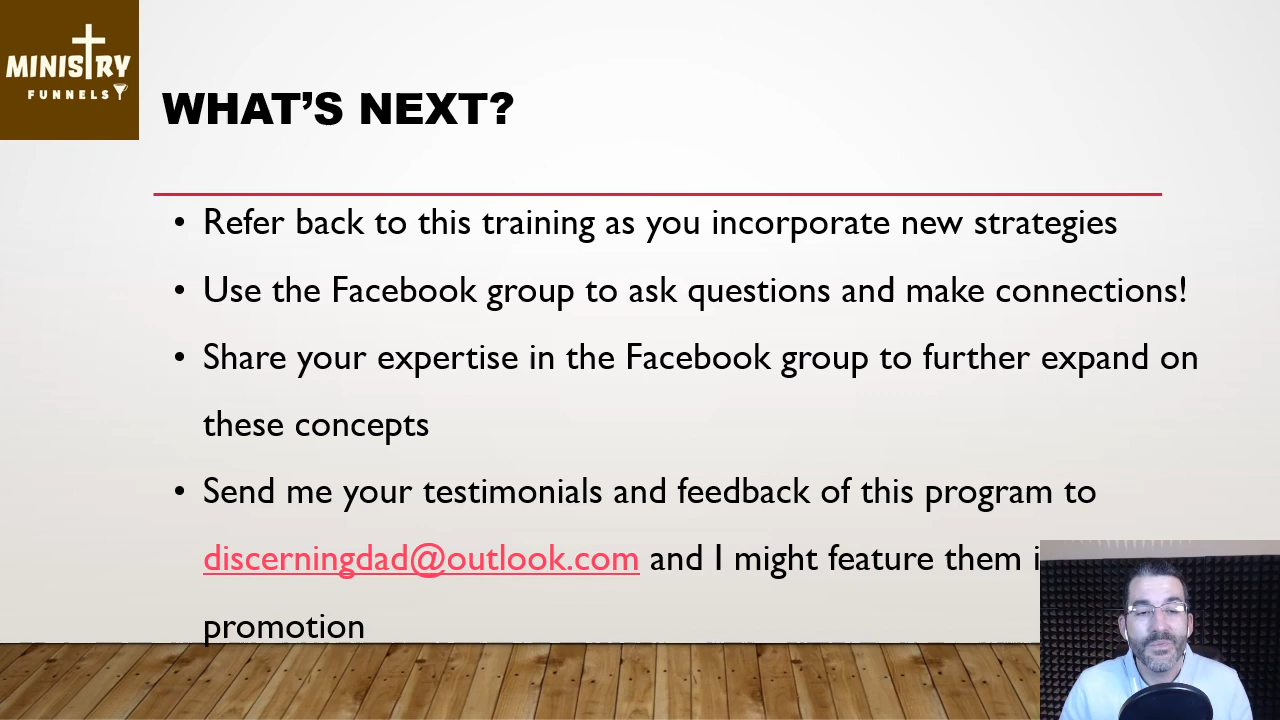 MINISTRY
FUNNELS
WHAT'S NEXT?
• Refer back to this training as you incorporate new strategies
• Use the Facebook group to ask questions and make connections!
• Share your expertise in the Facebook group to further expand on
these concepts
• Send me your testimonials and feedback of this program to
discerningdad@outlook.com and I might feature them
promotion